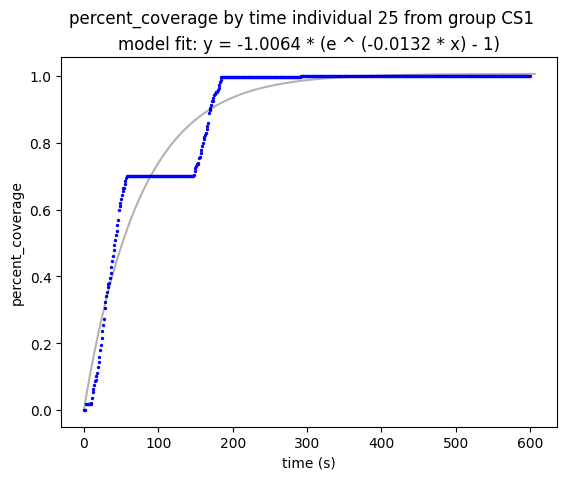 percent_coverage by time individual 25 from group CS1
model fit: y = -1.0064 * (e ^ (-0.0132 * x) - 1)
1.0
0.8
0.6
0.4
0.2
0.0
percent_coverage
0 100 200 300 400 500 600
time (s)